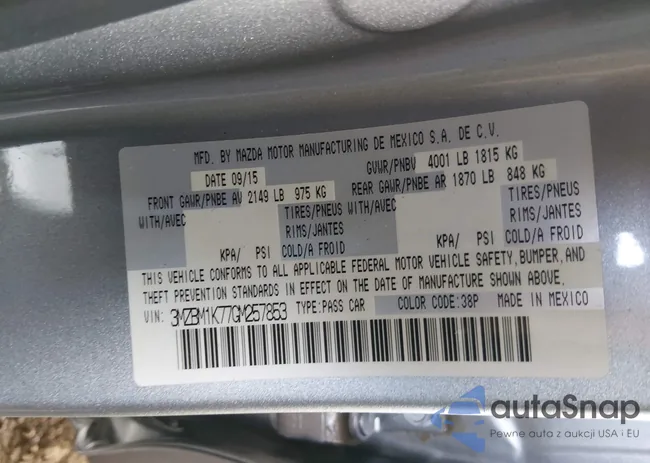 MFD. BY MAZDA MOTOR MANUFACTURING DE MEXICO S.A. DE C.V.
DATE 09/15 GVWR/PNBV 4001 LB 1815 KG
FRONT GAWR/PNBE AV 2149 LB 975 KG REAR GAWR/PNBE AR 1870 LB 848 KG
WITH/AVEC TIRES/PNEUS WITH/AVEC TIRES/PNEUS
RIMS/JANTES RIMS/JANTES
KPA/ PSI COLD/A FROID KPA/ PSI COLD/A FROID
THIS VEHICLE CONFORMS TO ALL APPLICABLE FEDERAL MOTOR VEHICLE SAFETY, BUMPER, AND
THEFT PREVENTION STANDARDS IN EFFECT ON THE DATE OF MANUFACTURE SHOWN ABOVE.
VIN: 3MZBM1K77GM257853 TYPE:PASS CAR COLOR CODE:38P MADE IN MEXICO
autaSnap
Pewne auta z aukcji USA i EU